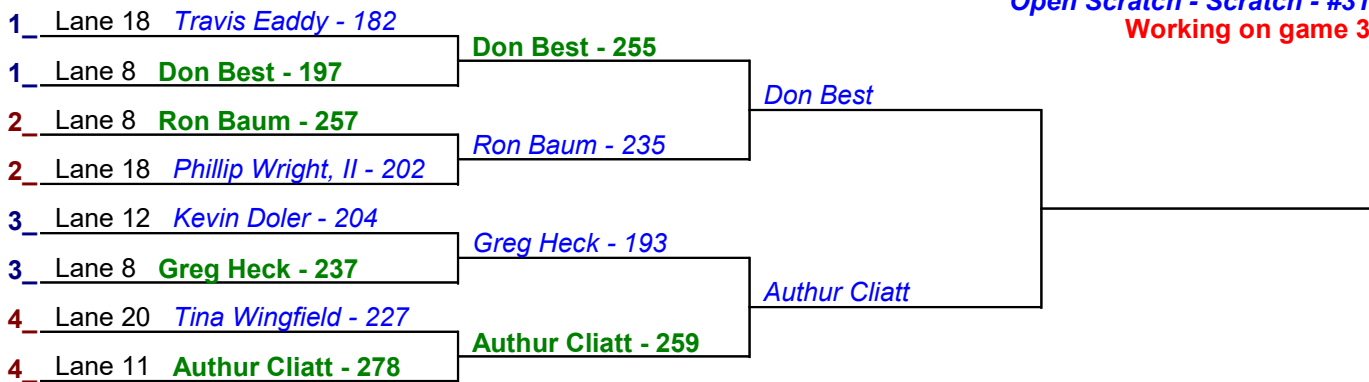 Open Scratch - Scratch - #31
Working on game 3
1_ Lane 18 Travis Eaddy - 182
1_ Lane 8 Don Best - 197
2_ Lane 8 Ron Baum - 257
2_ Lane 18 Phillip Wright, II - 202
3_ Lane 12 Kevin Doler - 204
3_ Lane 8 Greg Heck - 237
4_ Lane 20 Tina Wingfield - 227
4_ Lane 11 Authur Cliatt - 278
Don Best - 255
Ron Baum - 235
Greg Heck - 193
Authur Cliatt - 259
Don Best
Authur Cliatt